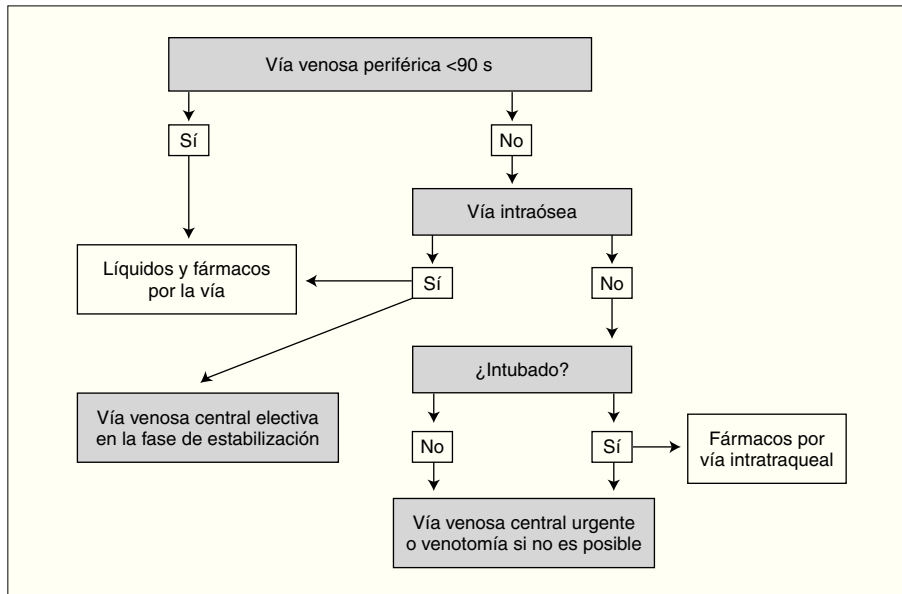 Vía venosa periférica <90 s
Sí
No
Vía intraósea
Líquidos y fármacos
por la vía
Sí
No
¿Intubado?
Vía venosa central electiva
en la fase de estabilización
No
Sí
Fármacos por
vía intratraqueal
Vía venosa central urgente
o venotomía si no es posible